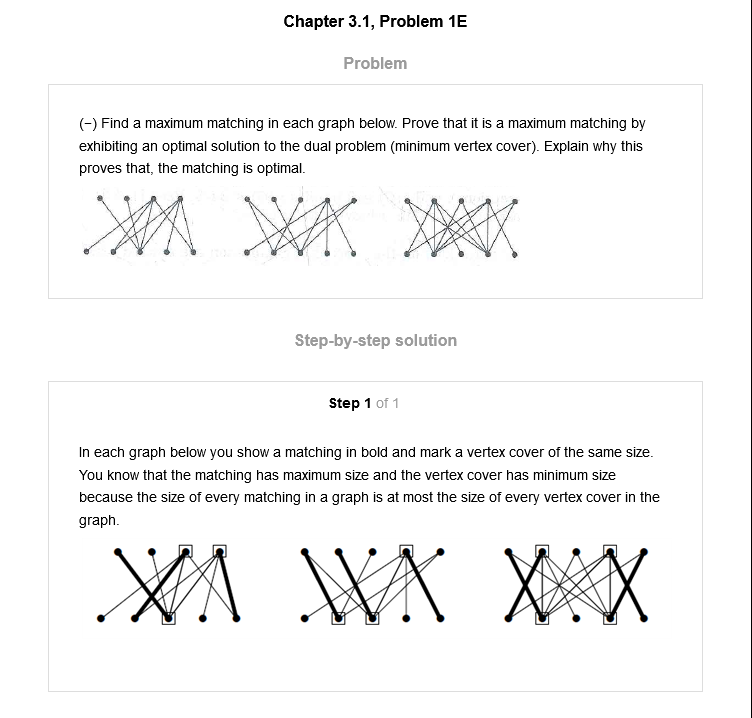 Chapter 3.1, Problem 1E
Problem
(−) Find a maximum matching in each graph below. Prove that it is a maximum matching by
exhibiting an optimal solution to the dual problem (minimum vertex cover). Explain why this
proves that, the matching is optimal.
Step-by-step solution
Step 1 of 1
In each graph below you show a matching in bold and mark a vertex cover of the same size.
You know that the matching has maximum size and the vertex cover has minimum size
because the size of every matching in a graph is at most the size of every vertex cover in the
graph.